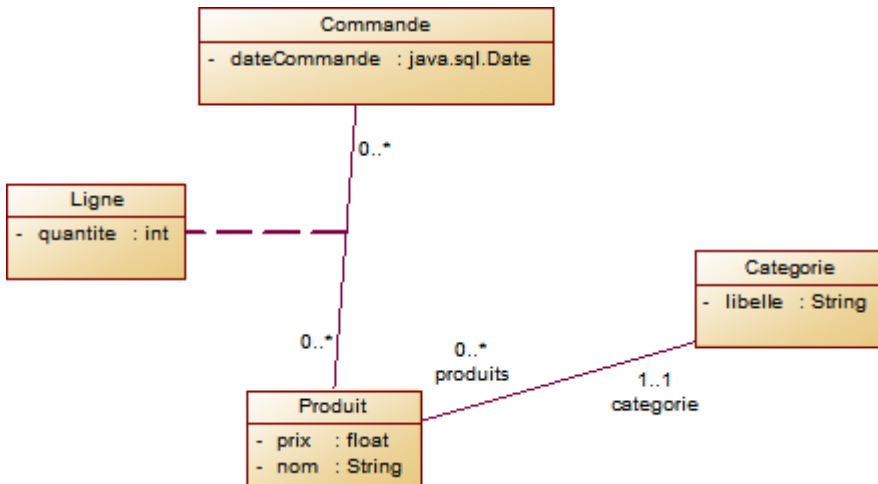 Commande
- dateCommande : java.sql.Date
0..*
Ligne
- quantite : int
Categorie
- libelle : String
0..*
0..*
produits
1..1
categorie
Produit
- prix : float
- nom : String